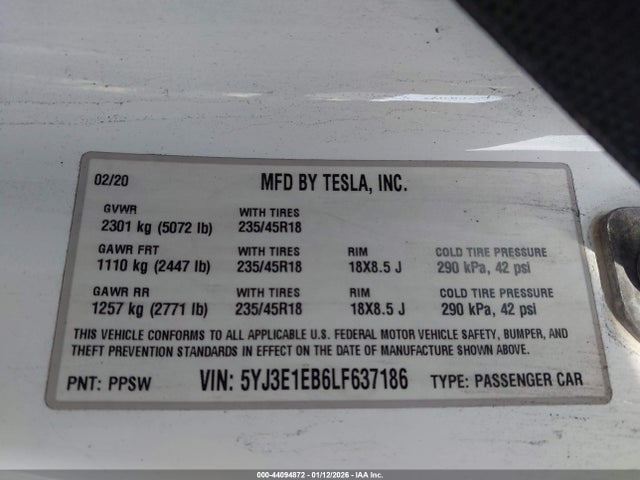 02/20 MFD BY TESLA, INC.
GVWR WITH TIRES
2301 kg (5072 lb) 235/45R18
GAWR FRT WITH TIRES RIM COLD TIRE PRESSURE
1110 kg (2447 lb) 235/45R18 18X8.5 J 290 kPa, 42 psi
GAWR RR WITH TIRES RIM COLD TIRE PRESSURE
1257 kg (2771 lb) 235/45R18 18X8.5 J 290 kPa, 42 psi
THIS VEHICLE CONFORMS TO ALL APPLICABLE U.S. FEDERAL MOTOR VEHICLE SAFETY, BUMPER, AND
THEFT PREVENTION STANDARDS IN EFFECT ON THE DATE OF MANUFACTURE SHOWN ABOVE.
PNT: PPSW VIN: 5YJ3E1EB6LF637186 TYPE: PASSENGER CAR
000-44094872 - 01/12/2026 - IAA Inc.